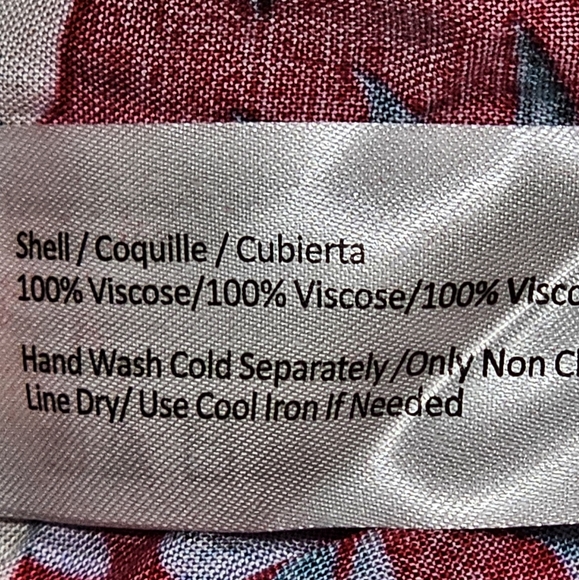 Shell / Coquille / Cubierta
100% Viscose/100% Viscose/100% Visco
Hand Wash Cold Separately/Only Non
Line Dry/ Use Cool Iron If Needed